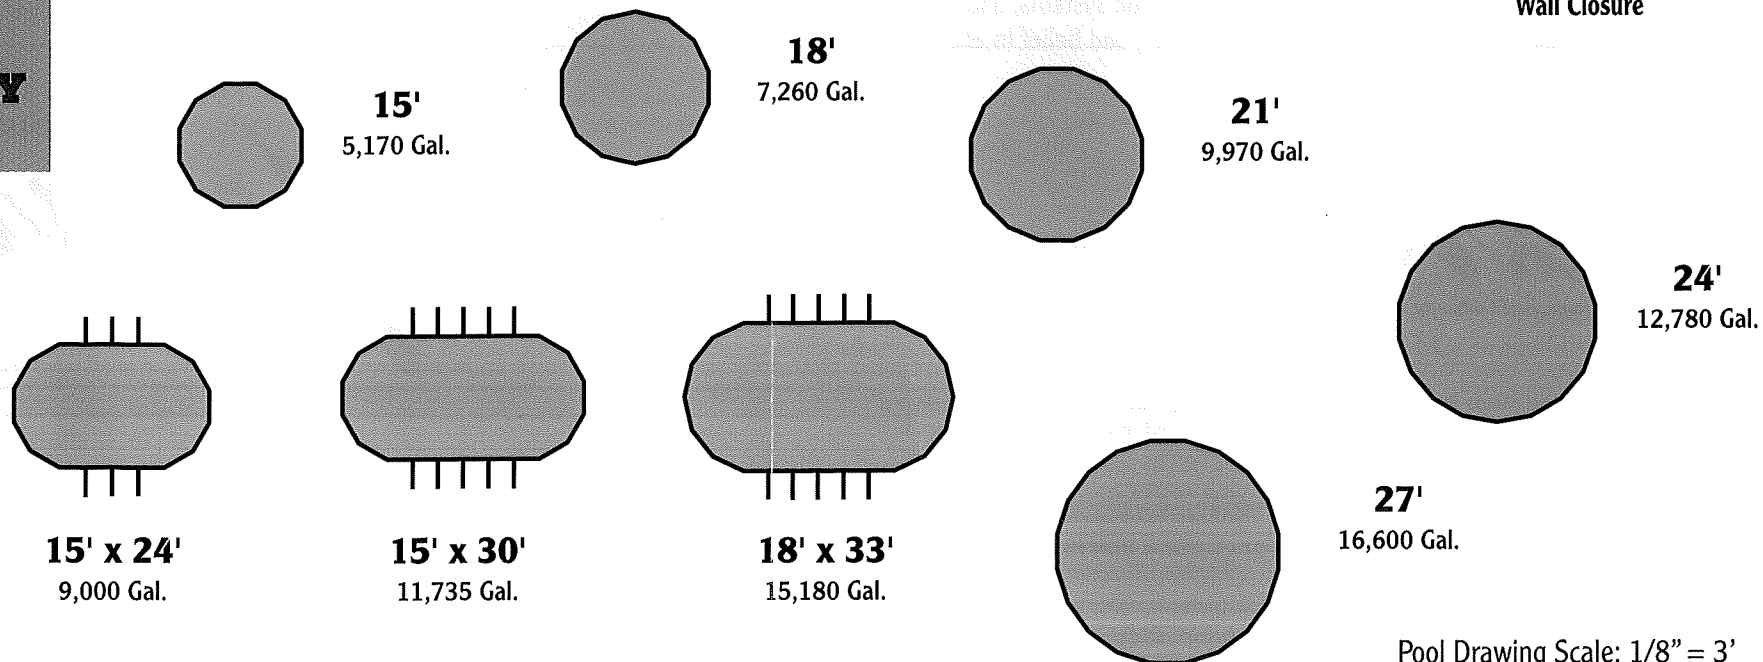 Wall Closure
Y
15'
5,170 Gal.
18'
7,260 Gal.
21'
9,970 Gal.
24'
12,780 Gal.
15' x 24'
9,000 Gal.
15' x 30'
11,735 Gal.
18' x 33'
15,180 Gal.
27'
16,600 Gal.
Pool Drawing Scale: 1/8” = 3’